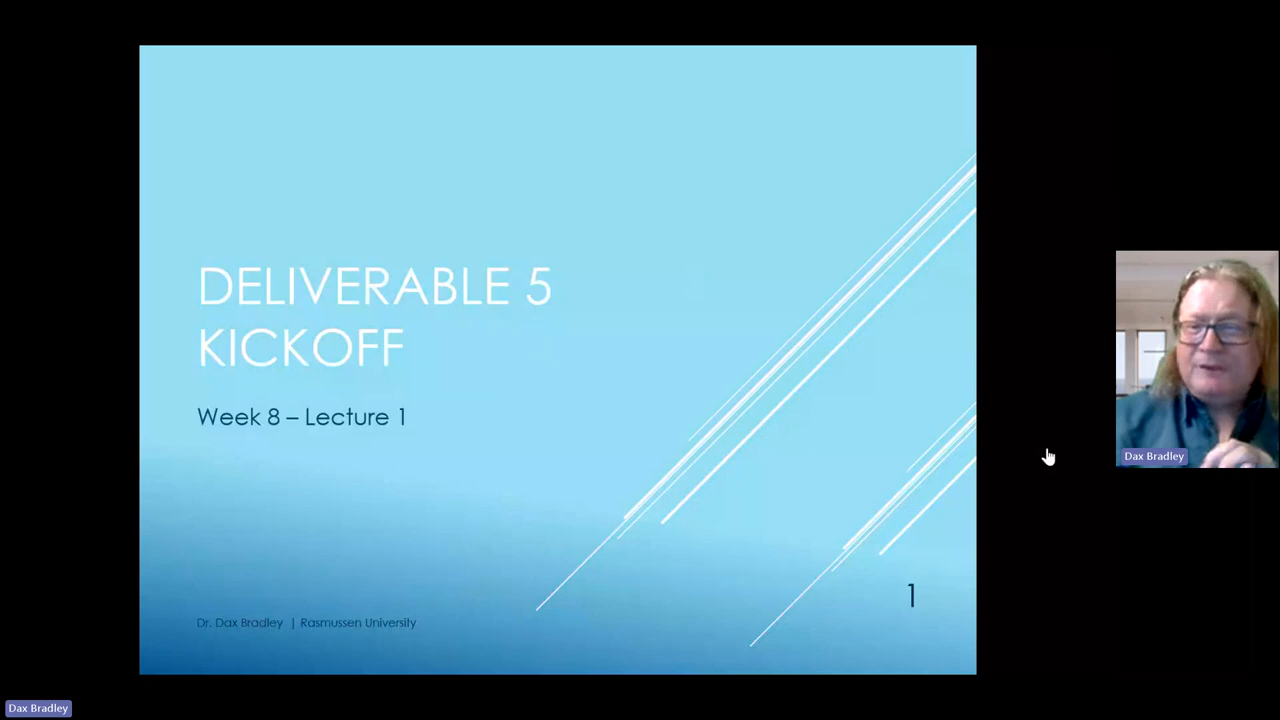 DELIVERABLE 5
KICKOFF
Week 8 – Lecture 1
1
Dr. Dax Bradley | Rasmussen University
Dax Bradley
Dax Bradley